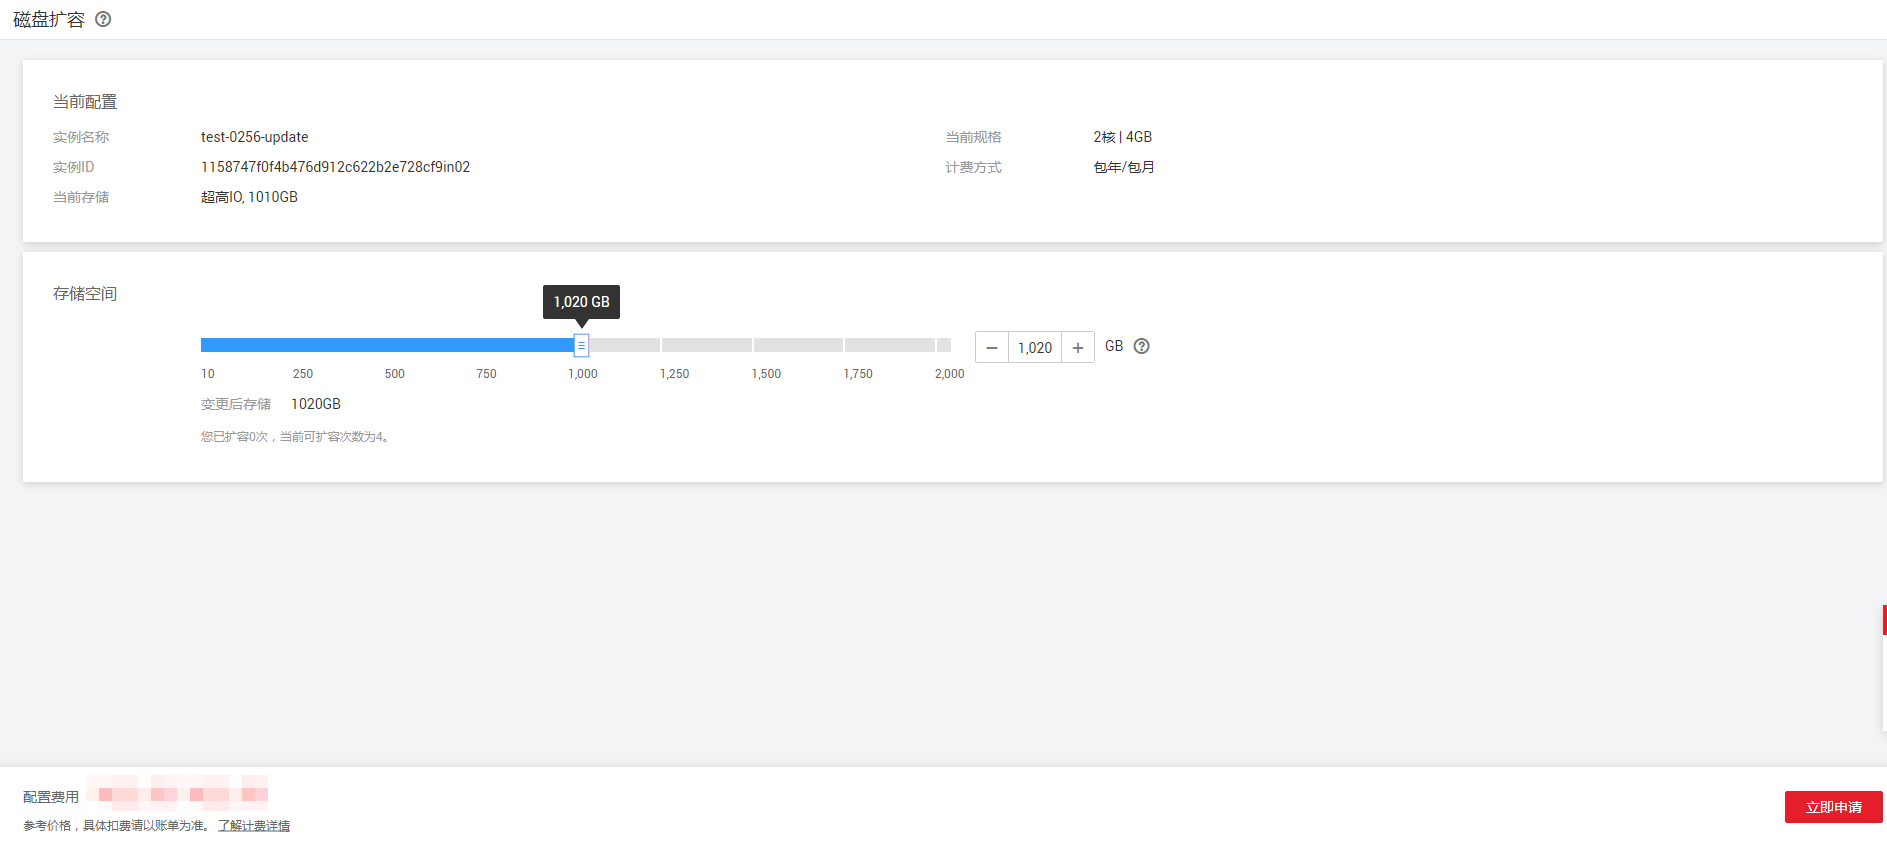 磁盘扩容
当前配置
实例名称 test-0256-update 当前规格 2核 | 4GB
实例ID 1158747f0f4b476d912c622b2e728cf9in02 计费方式 包年/包月
当前存储 超高IO, 1010GB
存储空间
1,020 GB
1,020 GB
10 250 500 750 1,000 1,250 1,500 1,750 2,000
变更后存储 1020GB
您已扩容0次，当前可扩容次数为4。
配置费用
参考价格，具体扣费请以账单为准。 了解计费详情
立即申请